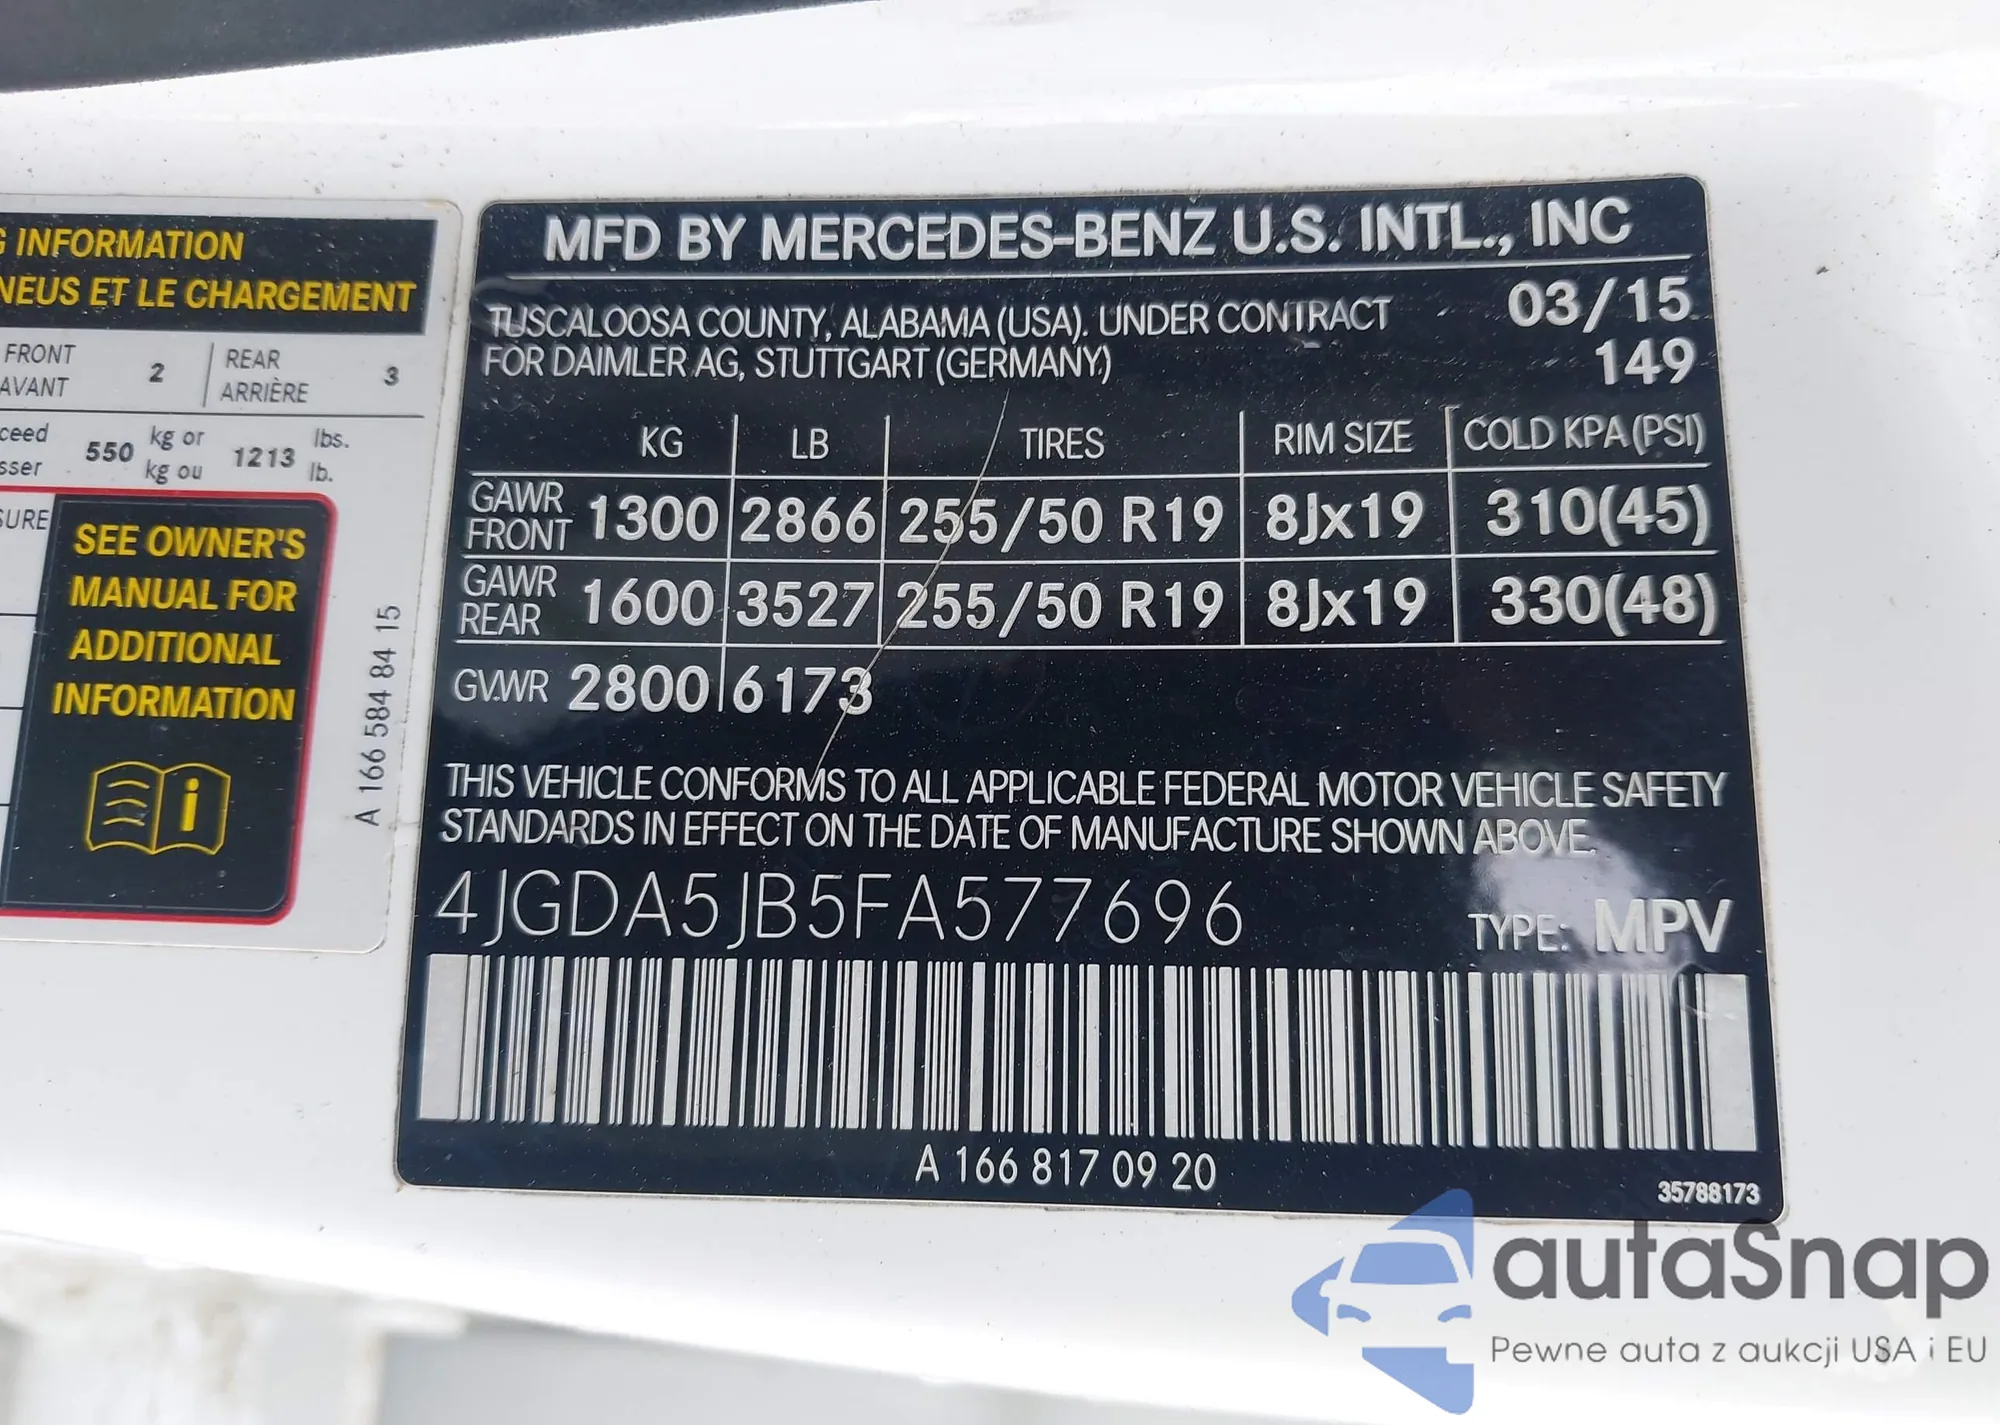 G INFORMATION
NEUS ET LE CHARGEMENT
FRONT 2 REAR 3
AVANT ARRIÈRE
ceed 550 kg or 1213 lbs.
sser kg ou lb.
SURE
SEE OWNER'S
MANUAL FOR
ADDITIONAL
INFORMATION
i
A 166 584 84 15
MFD BY MERCEDES-BENZ U.S. INTL., INC
TUSCALOOSA COUNTY, ALABAMA (USA). UNDER CONTRACT 03/15
FOR DAIMLER AG, STUTTGART (GERMANY) 149
KG LB TIRES RIM SIZE COLD KPA (PSI)
GAWR FRONT 1300 2866 255/50 R19 8Jx19 310(45)
GAWR REAR 1600 3527 255/50 R19 8Jx19 330(48)
GVWR 2800 6173
THIS VEHICLE CONFORMS TO ALL APPLICABLE FEDERAL MOTOR VEHICLE SAFETY
STANDARDS IN EFFECT ON THE DATE OF MANUFACTURE SHOWN ABOVE.
4JGDA5JB5FA577696 TYPE: MPV
A 166 817 09 20
35788173
autaSnap
Pewne auta z aukcji USA i EU